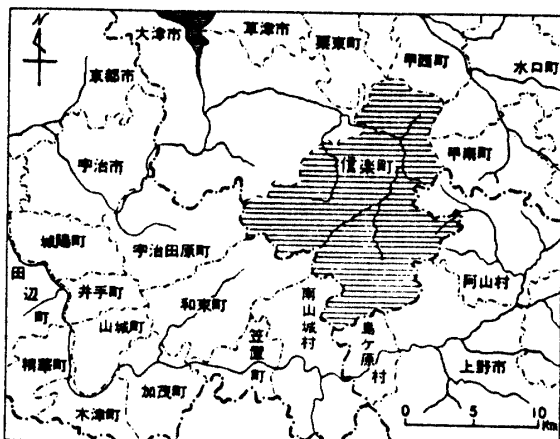 大津市
草津市
栗東町
甲西町
水口町
京都市
信楽町
甲南町
宇治市
城陽町
宇治田原町
田辺町
井手町
和東町
南山城村
島ヶ原村
阿山村
山城町
笠置町
精華町
加茂町
上野市
木津町
0 5 10
Km